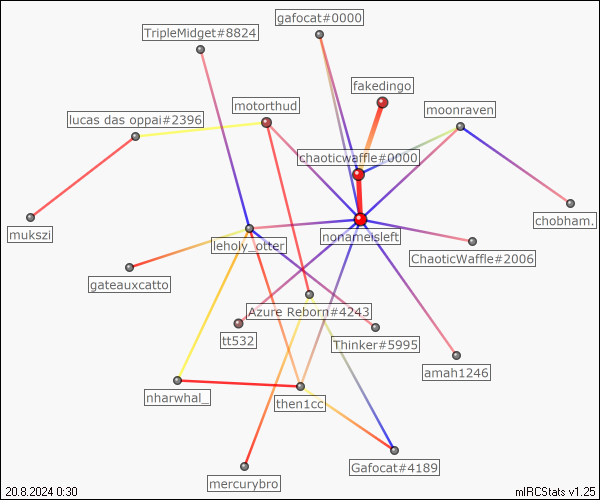 gafocat#0000
TripleMidget#8824
fakedingo
motorthud
moonraven
lucas das oppai#2396
chaoticwaffle#0000
mukszi
chobham.
nonameisleft
leholy_otter
ChaoticWaffle#2006
gateauxcatto
Azure Reborn#4243
tt532
Thinker#5995
amah1246
nharwhal_
then1cc
Gafocat#4189
mercurybro
20.8.2024 0:30
mIRCStats v1.25